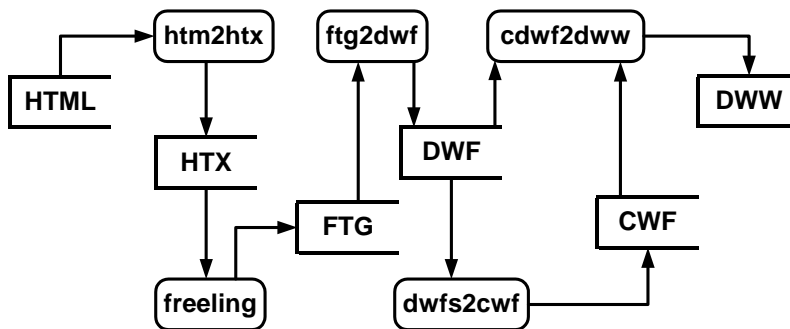 htm2htx
ftg2dwf
cdwf2dww
HTML
DWW
HTX
DWF
FTG
CWF
freeling
dwfs2cwf